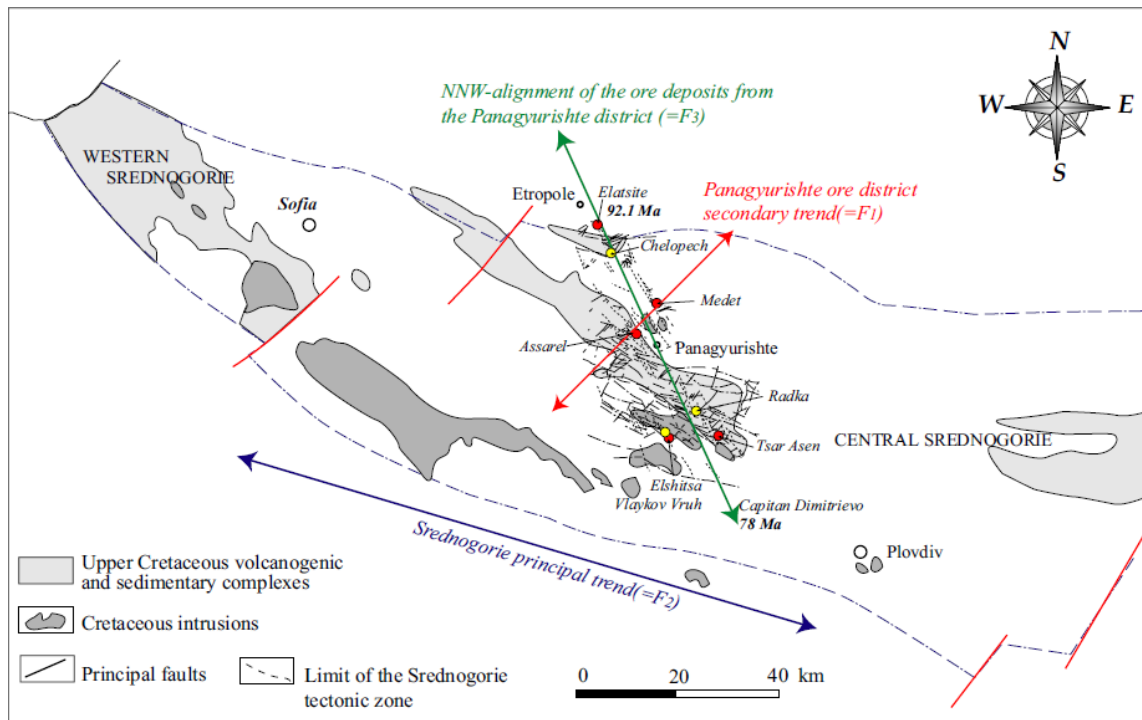 N
W
E
S
NNW-alignment of the ore deposits from
the Panagyurishte district (=F3)
WESTERN
SREDNOGORIE
Sofia
Etropole
Elatsite
92.1 Ma
Panagyurishte ore district
secondary trend(=F1)
Chelopech
Medet
Assarel
Panagyurishte
Radka
Tsar Asen
CENTRAL SREDNOGORIE
Elshitsa
Vlaykov Vruh
Capitan Dimitrievo
78 Ma
Srednogorie principal trend(=F2)
Plovdiv
Upper Cretaceous volcanogenic
and sedimentary complexes
Cretaceous intrusions
Principal faults
Limit of the Srednogorie
tectonic zone
0 20 40 km